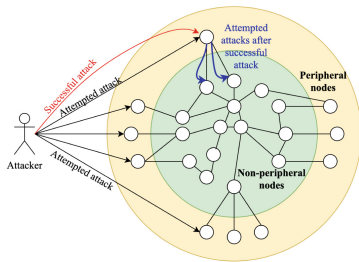 Attempted
attacks after
successful
attack
Successful attack
Attempted attack
Peripheral
nodes
Attacker
Non-peripheral
nodes
Attempted attack